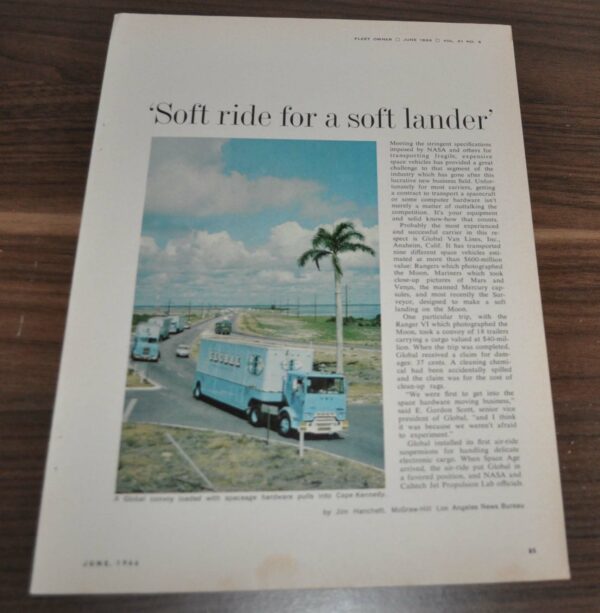 FLEET OWNER □ JUNE 1966 □ VOL. 61 NO. 6
'Soft ride for a soft lander'
Meeting the stringent specifications
imposed by NASA and others for
transporting fragile, expensive
space vehicles has provided a great
challenge to that segment of the
industry which has gone after this
lucrative new business field. Unfor-
tunately for most carriers, getting
a contract to transport a spacecraft
or some computer hardware isn't
merely a matter of outtalking the
competition. It's your equipment
and solid know-how that counts.
Probably the most experienced
and successful carrier in this re-
spect is Global Van Lines, Inc.,
Anaheim, Calif. It has transported
nine different space vehicles esti-
mated at more than $600-million
value: Rangers which photographed
the Moon, Mariners which took
close-up pictures of Mars and
Venus, the manned Mercury cap-
sules, and most recently the Sur-
veyor, designed to make a soft
landing on the Moon.
One particular trip, with the
Ranger VI which photographed the
Moon, took a convoy of 18 trailers
carrying a cargo valued at $40-mil-
lion. When the trip was completed,
Global received a claim for dam-
ages: 37 cents. A cleaning chemi-
cal had been accidentally spilled
and the claim was for the cost of
clean-up rags.
"We were first to get into the
space hardware moving business,"
said E. Gordon Scott, senior vice
president of Global, "and I think
it was because we weren't afraid
to experiment."
Global installed its first air-ride
suspensions for handling delicate
electronic cargo. When Space Age
arrived, the air-ride put Global in
a favored position, and NASA and
Caltech Jet Propulsion Lab officials
GLOBAL
A Global convoy loaded with spaceage hardware pulls into Cape Kennedy.
by Jim Hanchett, McGraw-Hill Los Angeles News Bureau
JUNE, 1966
85